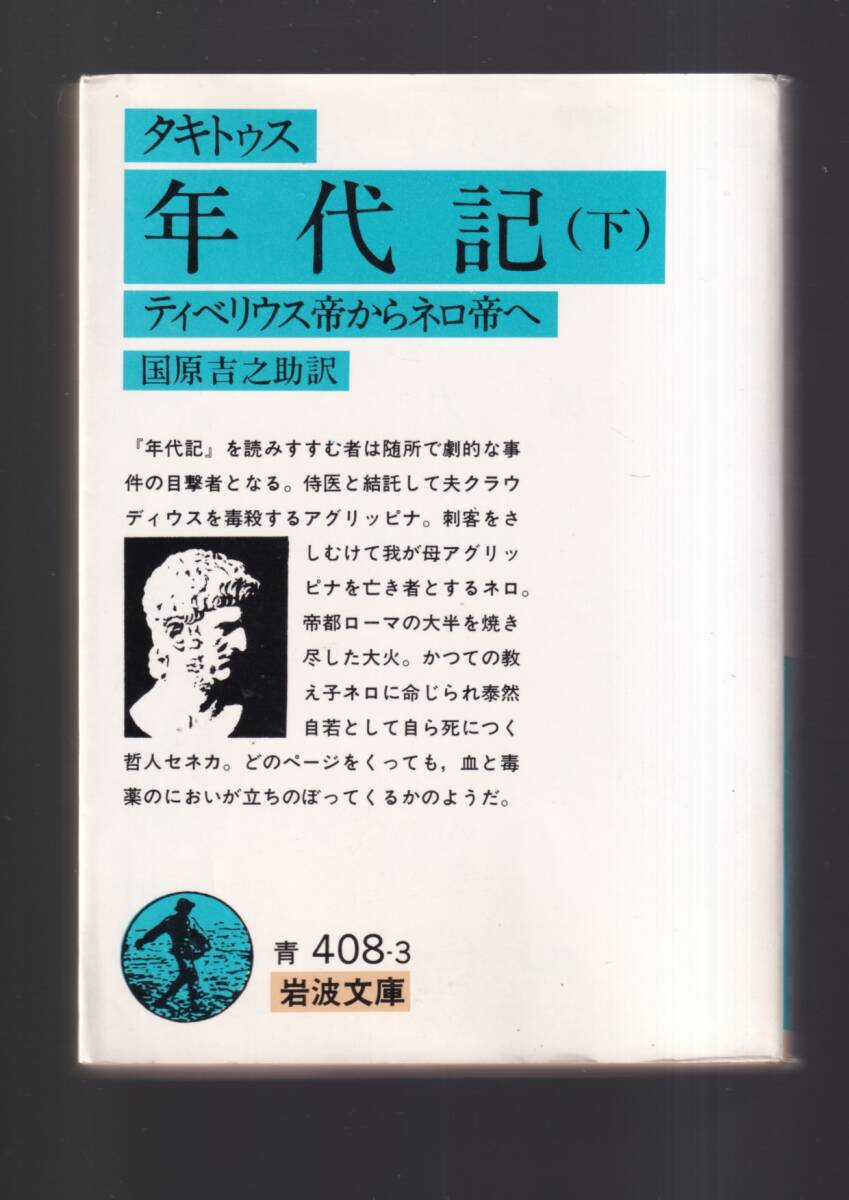 タキトゥス
年代記(下)
ティベリウス帝からネロ帝へ
国原吉之助訳
『年代記』を読みすすむ者は随所で劇的な事
件の目撃者となる。侍医と結託して夫クラウ
ディウスを毒殺するアグリッピナ。刺客をさ
しむけて我が母アグリッ
ピナを亡き者とするネロ。
帝都ローマの大半を焼き
尽した大火。かつての教
え子ネロに命じられ泰然
自若として自ら死につく
哲人セネカ。どのページをくっても,血と毒
薬のにおいが立ちのぼってくるかのようだ。
青 408-3
岩波文庫